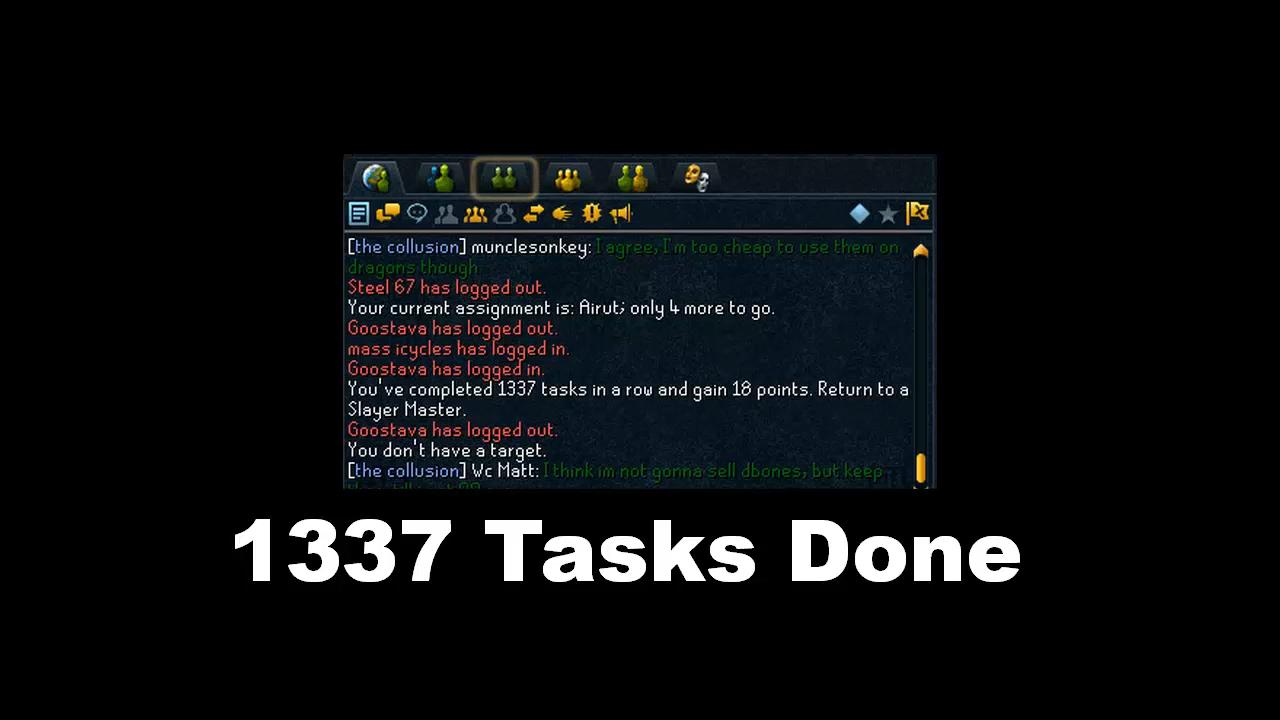 [the collusion] munclesonkey: I agree, I'm too cheap to use them on
dragons though
Steel 67 has logged out.
Your current assignment is: Airut; only 4 more to go.
Goostava has logged out.
mass icycles has logged in.
Goostava has logged in.
You've completed 1337 tasks in a row and gain 18 points. Return to a
Slayer Master.
Goostava has logged out.
You don't have a target.
[the collusion] Wc Matt: I think im not gonna sell dbones, but keep
1337 Tasks Done